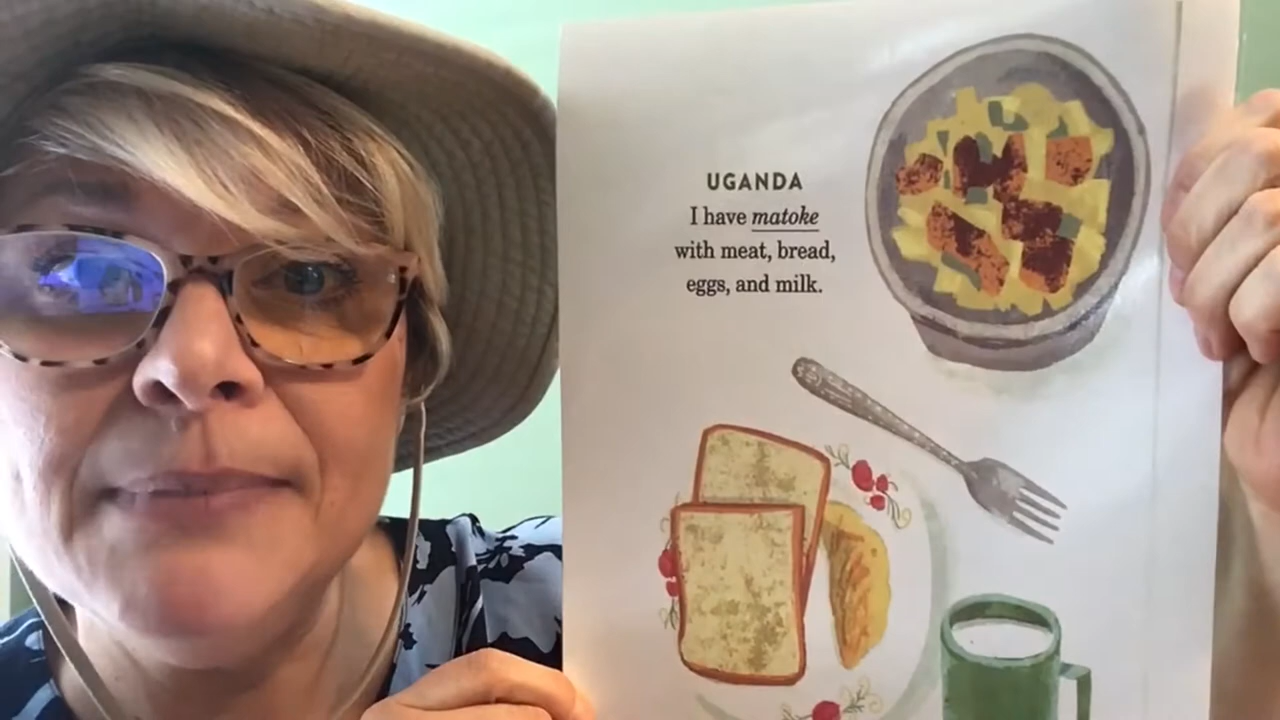 UGANDA
I have matoke
with meat, bread,
eggs, and milk.